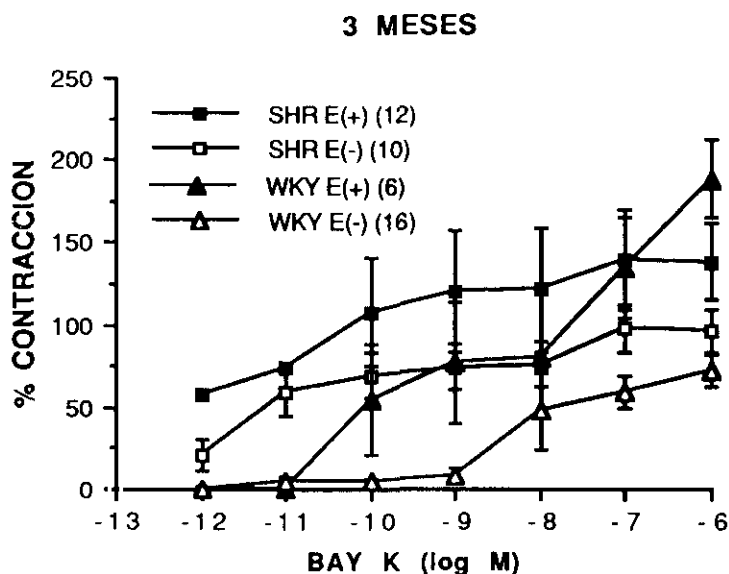 3 MESES
250
200
150
100
50
0
% CONTRACCION
SHR E(+) (12)
SHR E(-) (10)
WKY E(+) (6)
WKY E(-) (16)
-13 -12 -11 -10 -9 -8 -7 -6
BAY K (log M)